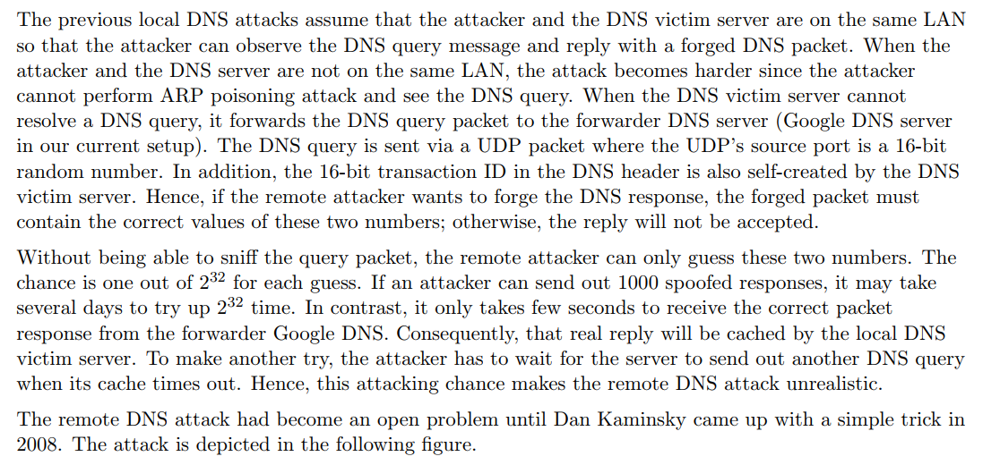 The previous local DNS attacks assume that the attacker and the DNS victim server are on the same LAN
so that the attacker can observe the DNS query message and reply with a forged DNS packet. When the
attacker and the DNS server are not on the same LAN, the attack becomes harder since the attacker
cannot perform ARP poisoning attack and see the DNS query. When the DNS victim server cannot
resolve a DNS query, it forwards the DNS query packet to the forwarder DNS server (Google DNS server
in our current setup). The DNS query is sent via a UDP packet where the UDP's source port is a 16-bit
random number. In addition, the 16-bit transaction ID in the DNS header is also self-created by the DNS
victim server. Hence, if the remote attacker wants to forge the DNS response, the forged packet must
contain the correct values of these two numbers; otherwise, the reply will not be accepted.
Without being able to sniff the query packet, the remote attacker can only guess these two numbers. The
chance is one out of 2³² for each guess. If an attacker can send out 1000 spoofed responses, it may take
several days to try up 2³² time. In contrast, it only takes few seconds to receive the correct packet
response from the forwarder Google DNS. Consequently, that real reply will be cached by the local DNS
victim server. To make another try, the attacker has to wait for the server to send out another DNS query
when its cache times out. Hence, this attacking chance makes the remote DNS attack unrealistic.
The remote DNS attack had become an open problem until Dan Kaminsky came up with a simple trick in
2008. The attack is depicted in the following figure.